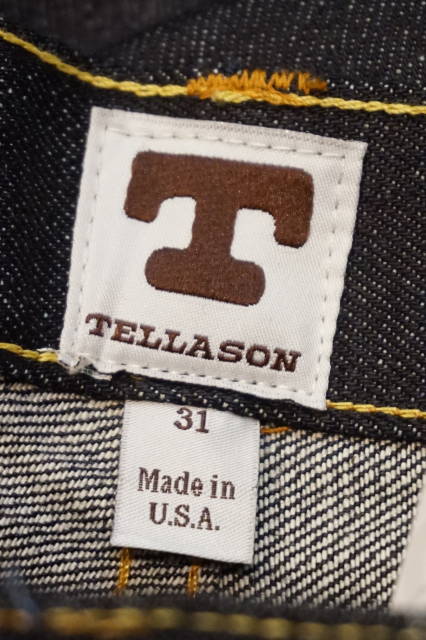 T
TELLASON
31
Made in
U.S.A.